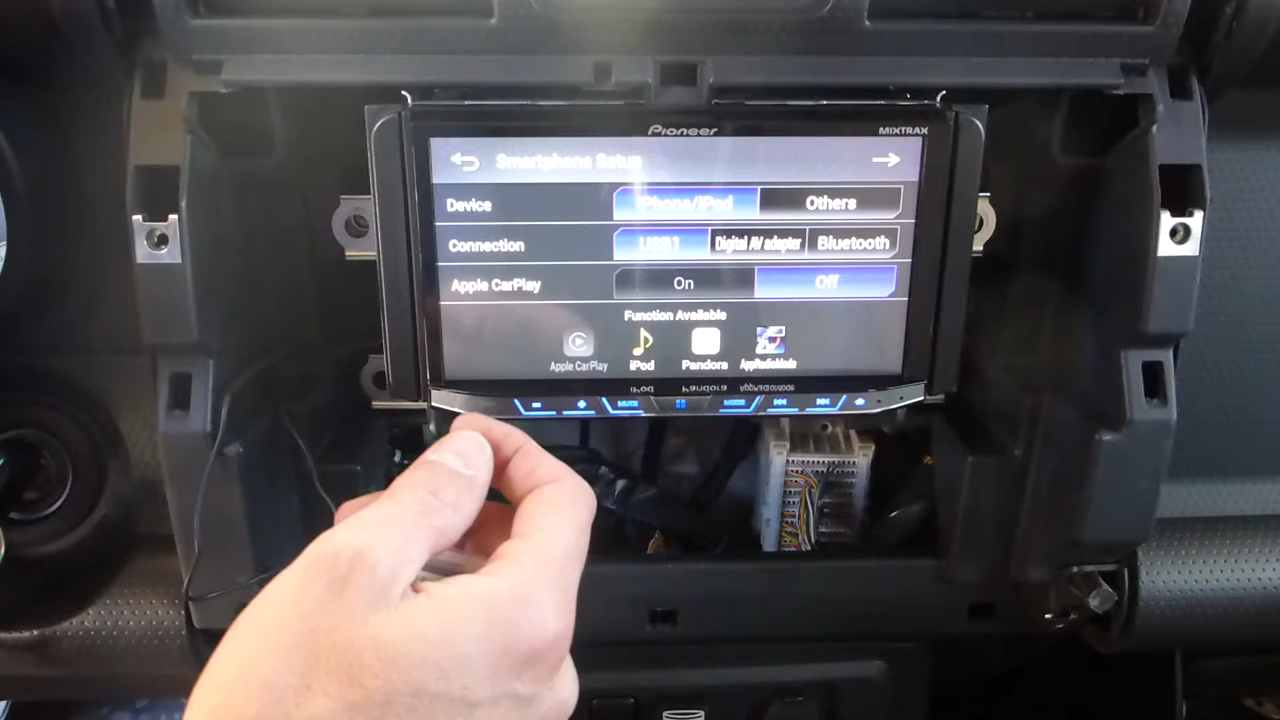 Pioneer MIXTRAX
Smartphone Setup
Device iPhone/iPod Others
Connection USB1 Digital AV adapter Bluetooth
Apple CarPlay On Off
Function Available
Apple CarPlay iPod Pandora AppRadioMode
MUTE MODE